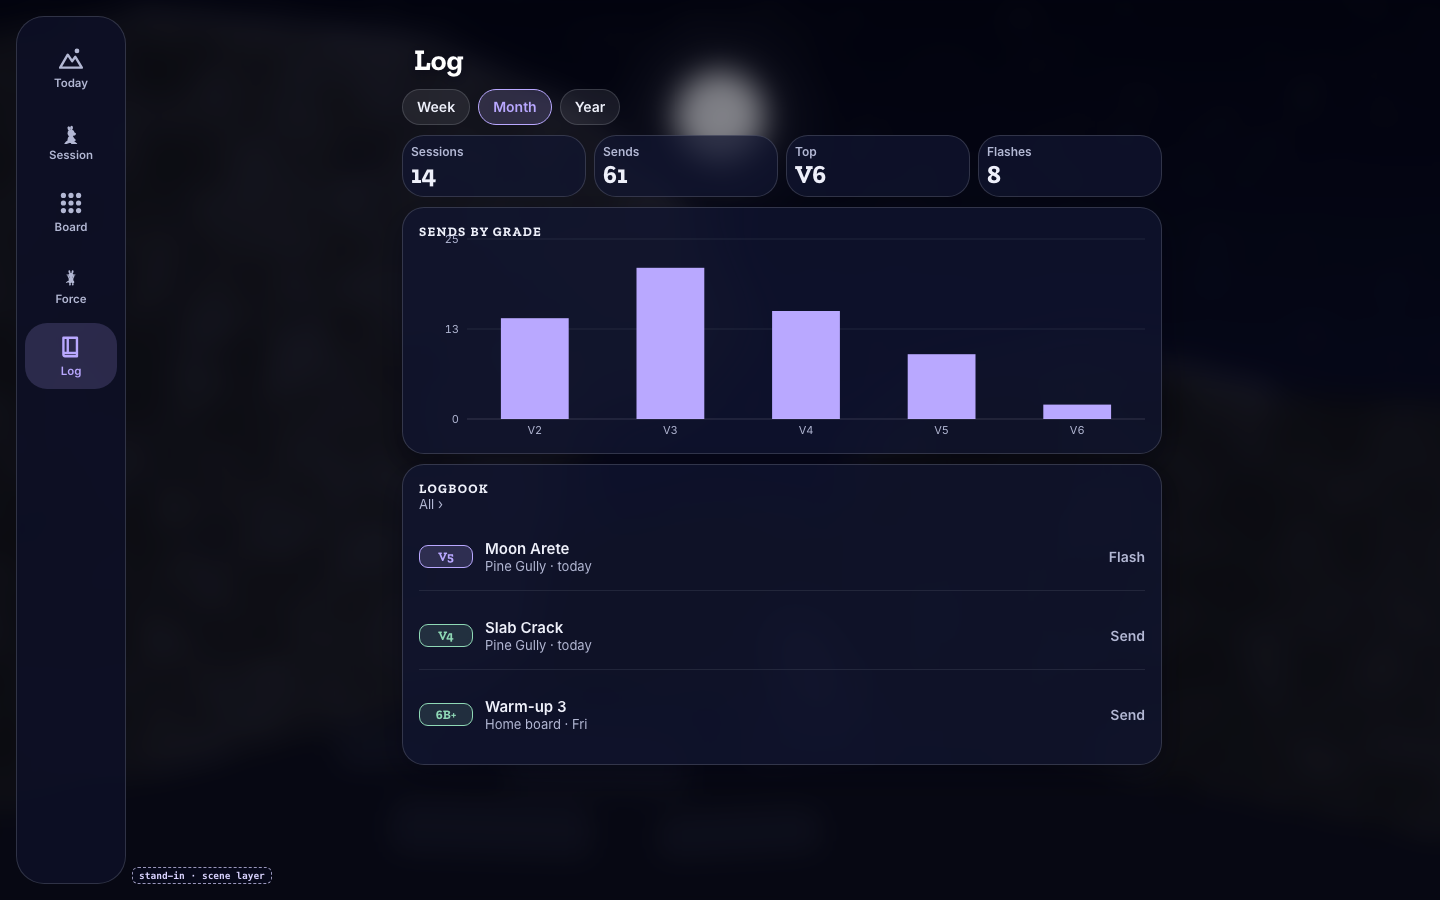 Today
Session
Board
Force
Log
Log
Week
Month
Year
Sessions
14
Sends
61
Top
V6
Flashes
8
SENDS BY GRADE
25
13
0
V2
V3
V4
V5
V6
LOGBOOK
All ›
V5
Moon Arete
Pine Gully · today
Flash
V4
Slab Crack
Pine Gully · today
Send
6B+
Warm-up 3
Home board · Fri
Send
stand-in · scene layer